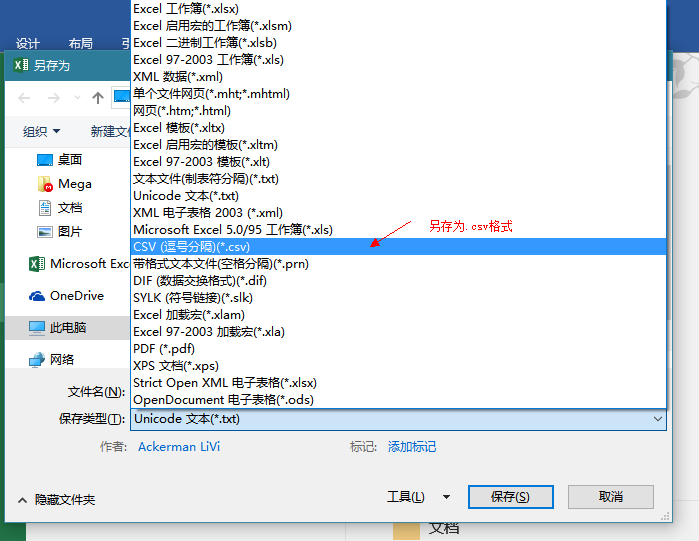 设计
布局
另存为
组织
新建文
桌面
Mega
文档
图片
Microsoft Exc
OneDrive
此电脑
网络
Excel 工作簿(*.xlsx)
Excel 启用宏的工作簿(*.xlsm)
Excel 二进制工作簿(*.xlsb)
Excel 97-2003 工作簿(*.xls)
XML 数据(*.xml)
单个文件网页(*.mht;*.mhtml)
网页(*.htm;*.html)
Excel 模板(*.xltx)
Excel 启用宏的模板(*.xltm)
Excel 97-2003 模板(*.xlt)
文本文件(制表符分隔)(*.txt)
Unicode 文本(*.txt)
XML 电子表格 2003 (*.xml)
Microsoft Excel 5.0/95 工作簿(*.xls)
CSV (逗号分隔)(*.csv)
另存为.csv格式
带格式文本文件(空格分隔)(*.prn)
DIF (数据交换格式)(*.dif)
SYLK (符号链接)(*.slk)
Excel 加载宏(*.xlam)
Excel 97-2003 加载宏(*.xla)
PDF (*.pdf)
XPS 文档(*.xps)
Strict Open XML 电子表格(*.xlsx)
OpenDocument 电子表格(*.ods)
文件名(N):
保存类型(T): Unicode 文本(*.txt)
作者: Ackerman LiVi 标记: 添加标记
隐藏文件夹 工具(L) 保存(S) 取消
文档